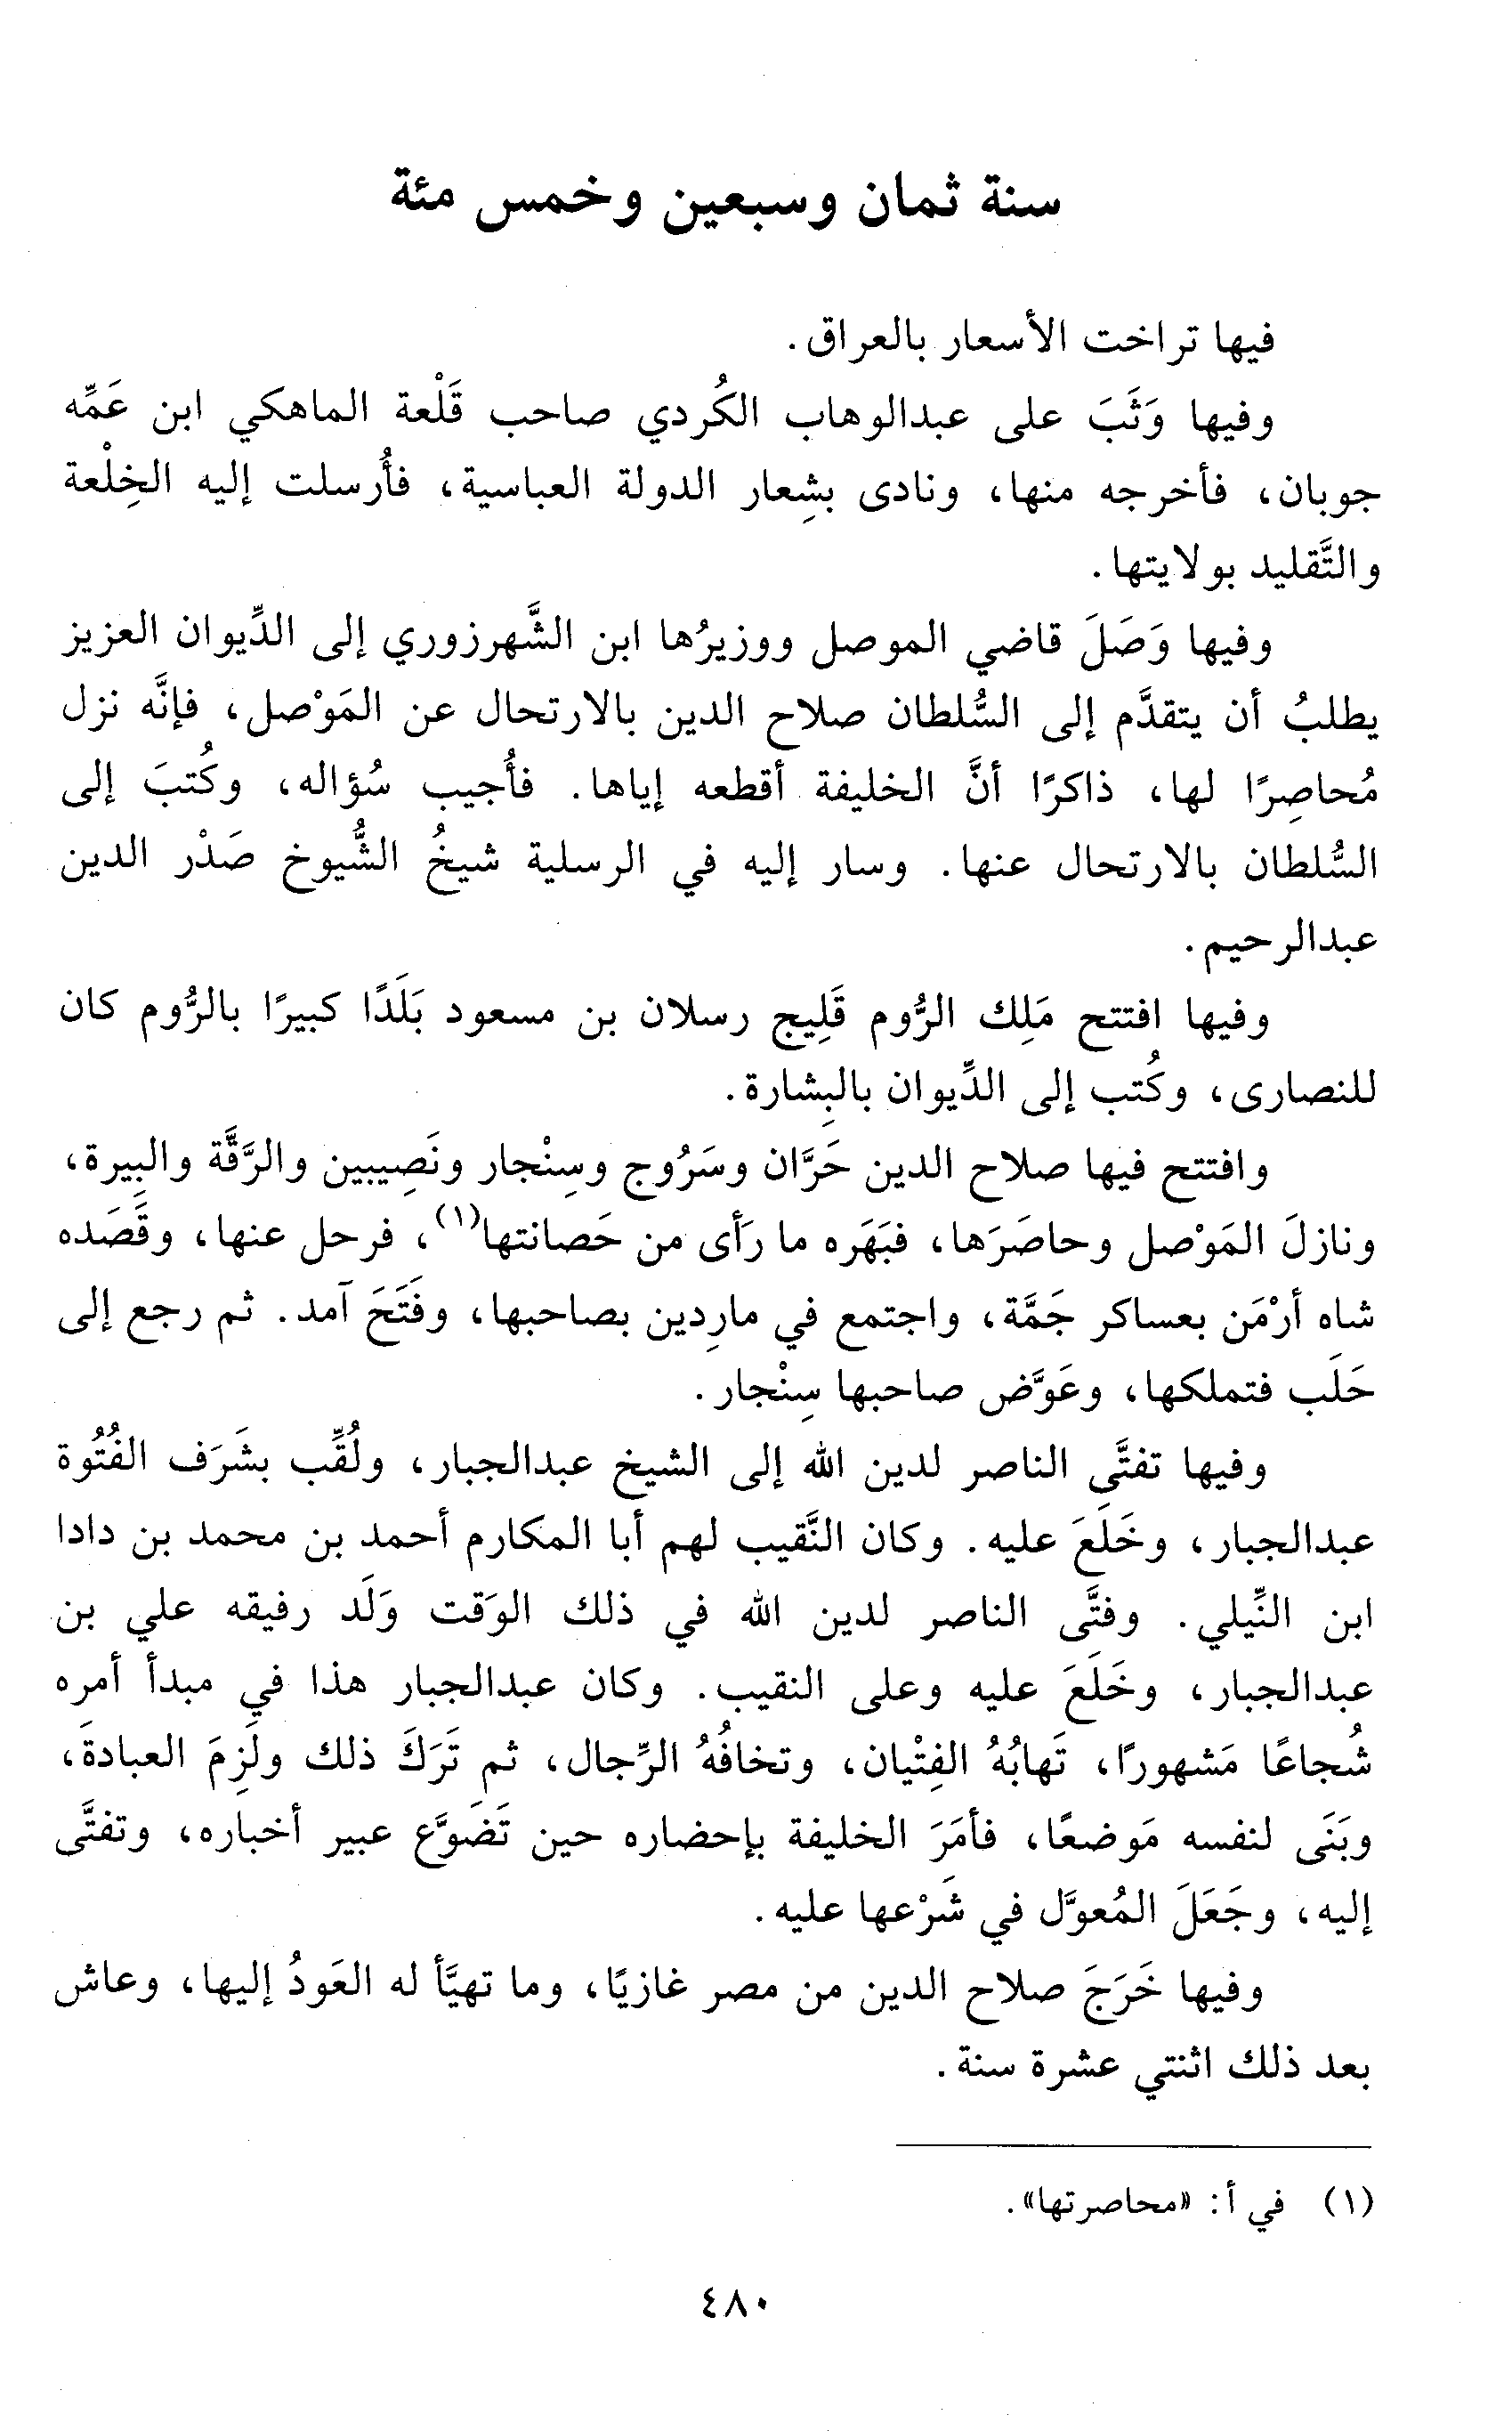 سنة ثمان وسبعين وخمس مئة
فيها تراخت الأسعار بالعراق.
وفيها وَثَبَ على عبدالوهاب الكُردي صاحب قَلْعة الماهكي ابن عَمِّه
جوبان، فأخرجه منها، ونادى بشِعار الدولة العباسية، فأُرسلت إليه الخِلْعة
والتَّقليد بولايتها.
وفيها وَصَلَ قاضي الموصل ووزيرُها ابن الشَّهرزوري إلى الدِّيوان العزيز
يطلبُ أن يتقدَّم إلى السُّلطان صلاح الدين بالارتحال عن المَوْصل، فإنَّه نزل
مُحاصِرًا لها، ذاكرًا أنَّ الخليفة أقطعه إياها. فأُجيب سُؤاله، وكُتبَ إلى
السُّلطان بالارتحال عنها. وسار إليه في الرسلية شيخُ الشُّيوخ صَدْر الدين
عبدالرحيم.
وفيها افتتح مَلِك الرُّوم قَلِيج رسلان بن مسعود بَلَدًا كبيرًا بالرُّوم كان
للنصارى، وكُتب إلى الدِّيوان بالبِشارة.
وافتتح فيها صلاح الدين حَرَّان وسَرُوج وسِنْجار ونَصِيبين والرَّقَّة والبِيرة،
ونازلَ المَوْصل وحاصَرَها، فبَهَره ما رَأى من حَصانتها(١)، فرحل عنها، وقَصَده
شاه أرْمَن بعساكر جَمَّة، واجتمع في مارِدين بصاحبها، وفَتَحَ آمد. ثم رجع إلى
حَلَب فتملكها، وعَوَّض صاحبها سِنْجار.
وفيها تفتَّى الناصر لدين الله إلى الشيخ عبدالجبار، ولُقِّب بشَرَف الفُتُوة
عبدالجبار، وخَلَعَ عليه. وكان النَّقيب لهم أبا المكارم أحمد بن محمد بن دادا
ابن النِّيلي. وفتَّى الناصر لدين الله في ذلك الوَقت وَلَد رفيقه علي بن
عبدالجبار، وخَلَعَ عليه وعلى النقيب. وكان عبدالجبار هذا في مبدأ أمره
شُجاعًا مَشهورًا، تَهابُهُ الفِتْيان، وتخافُهُ الرِّجال، ثم تَرَكَ ذلك ولَزِمَ العبادةَ،
وبَنَى لنفسه مَوضعًا، فأمَرَ الخليفة بإحضاره حين تَضَوَّع عبير أخباره، وتفتَّى
إليه، وجَعَلَ المُعوَّل في شَرْعها عليه.
وفيها خَرَجَ صلاح الدين من مصر غازيًا، وما تهيَّأ له العَودُ إليها، وعاش
بعد ذلك اثنتي عشرة سنة.
(١) في أ: «محاصرتها».
٤٨٠